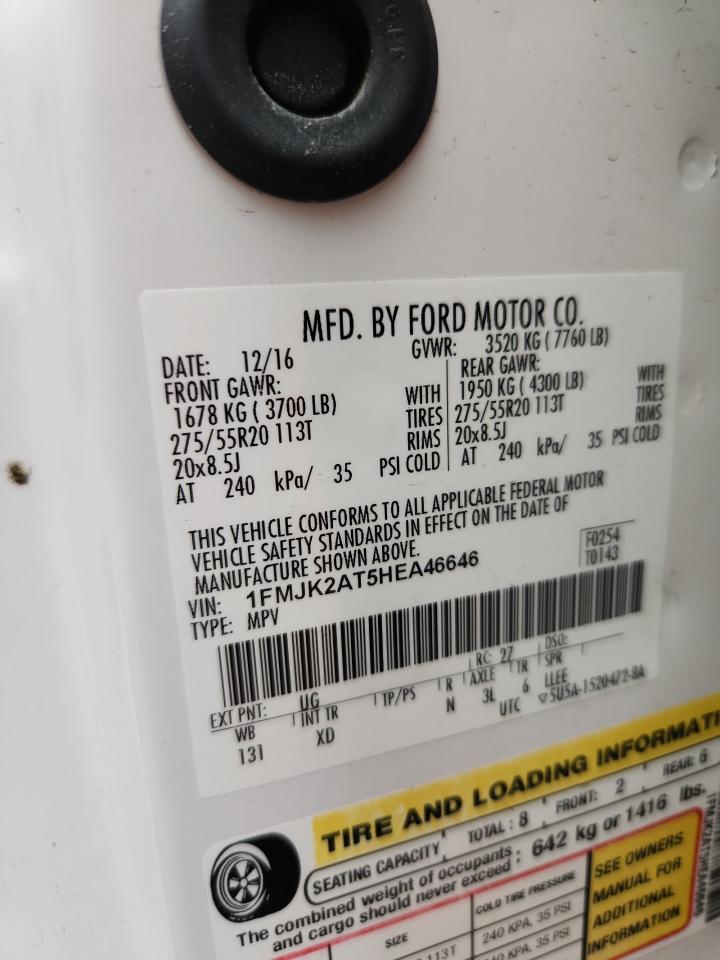 MFD. BY FORD MOTOR CO.
DATE: 12/16 GVWR: 3520 KG ( 7760 LB)
FRONT GAWR: REAR GAWR:
1678 KG ( 3700 LB) WITH 1950 KG ( 4300 LB) WITH
275/55R20 113T TIRES 275/55R20 113T TIRES
20x8.5J RIMS 20x8.5J RIMS
AT 240 kPa/ 35 PSI COLD AT 240 kPa/ 35 PSI COLD
THIS VEHICLE CONFORMS TO ALL APPLICABLE FEDERAL MOTOR
VEHICLE SAFETY STANDARDS IN EFFECT ON THE DATE OF
MANUFACTURE SHOWN ABOVE.
F0254
T0143
VIN: 1FMJK2AT5HEA46646
TYPE: MPV
EXT PNT: UG RC: 27 DSO:
WB INT TR TP/PS R AXLE TR SPR
131 XD N 3L 6 LLEE
UTC ▽5U5A-1520472-BA
TIRE AND LOADING INFORMATI
SEATING CAPACITY TOTAL : 8 FRONT: 2 REAR: 6
The combined weight of occupants : 642 kg or 1416 lbs.
and cargo should never exceed :
SIZE COLD TIRE PRESSURE
113T 240 KPA, 35 PSI
KPA, 35 PSI
SEE OWNERS
MANUAL FOR
ADDITIONAL
INFORMATION